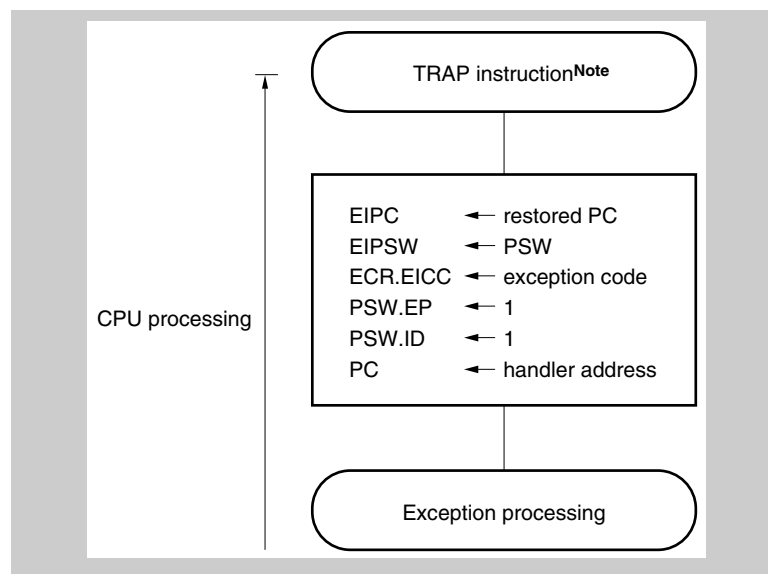 TRAP instructionNote
EIPC ← restored PC
EIPSW ← PSW
ECR.EICC ← exception code
PSW.EP ← 1
PSW.ID ← 1
PC ← handler address
CPU processing
Exception processing